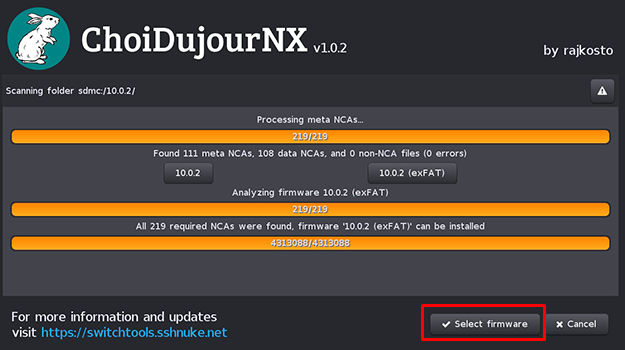 ChoiDujourNX v1.0.2
by rajkosto
Scanning folder sdmc:/10.0.2/
Processing meta NCAs...
219/219
Found 111 meta NCAs, 108 data NCAs, and 0 non-NCA files (0 errors)
10.0.2 10.0.2 (exFAT)
Analyzing firmware 10.0.2 (exFAT)
219/219
All 219 required NCAs were found, firmware '10.0.2 (exFAT)' can be installed
4313088/4313088
For more information and updates
visit https://switchtools.sshnuke.net
Select firmware Cancel